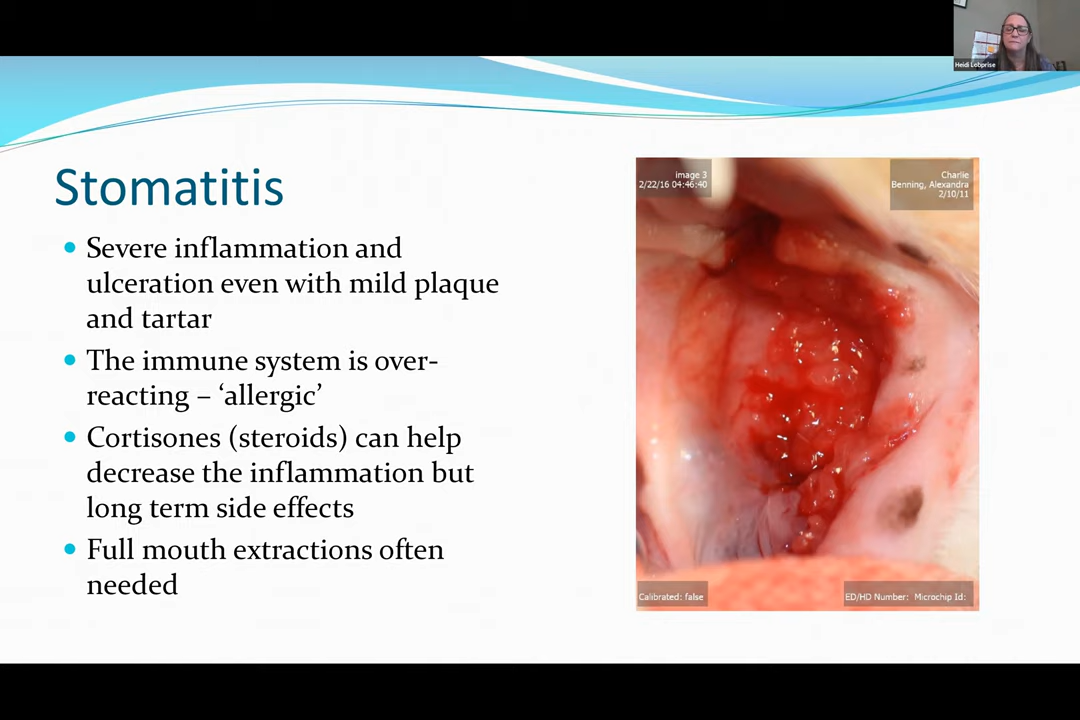 Heidi Lobprise
Stomatitis
Severe inflammation and
ulceration even with mild plaque
and tartar
The immune system is over-
reacting – ‘allergic’
Cortisones (steroids) can help
decrease the inflammation but
long term side effects
Full mouth extractions often
needed
image 3
2/22/16 04:46:40
Charlie
Benning, Alexandra
2/10/11
Calibrated: false
ED/HD Number: Microchip Id: